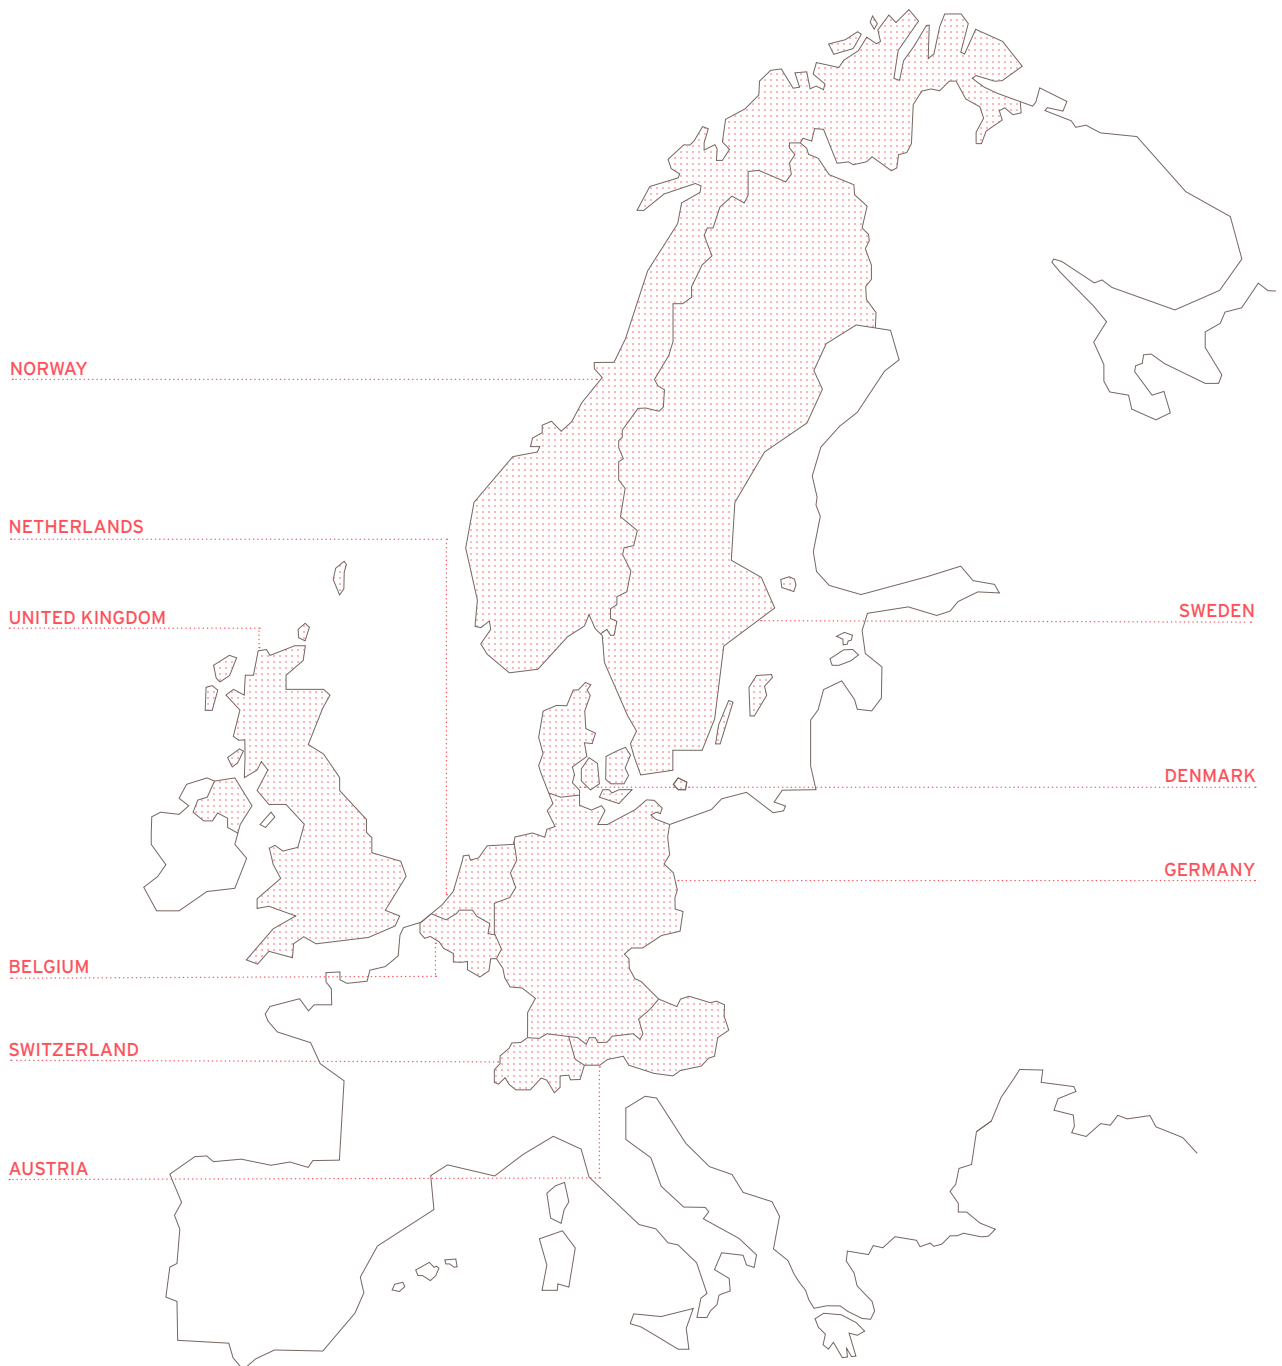 NORWAY
NETHERLANDS
UNITED KINGDOM
SWEDEN
DENMARK
GERMANY
BELGIUM
SWITZERLAND
AUSTRIA